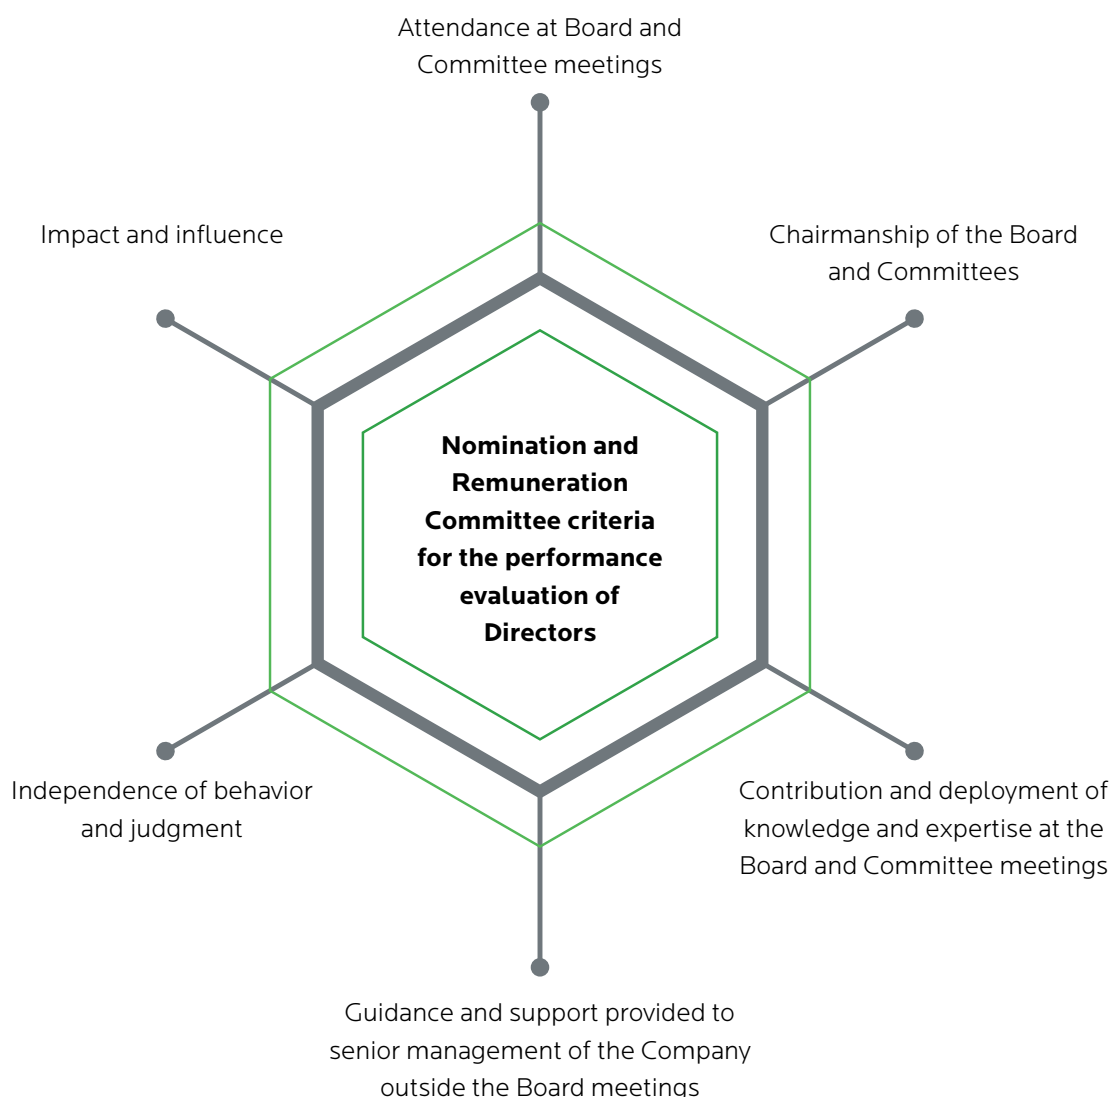 Attendance at Board and
Committee meetings
Impact and influence
Chairmanship of the Board
and Committees
Nomination and
Remuneration
Committee criteria
for the performance
evaluation of
Directors
Independence of behavior
and judgment
Contribution and deployment of
knowledge and expertise at the
Board and Committee meetings
Guidance and support provided to
senior management of the Company
outside the Board meetings